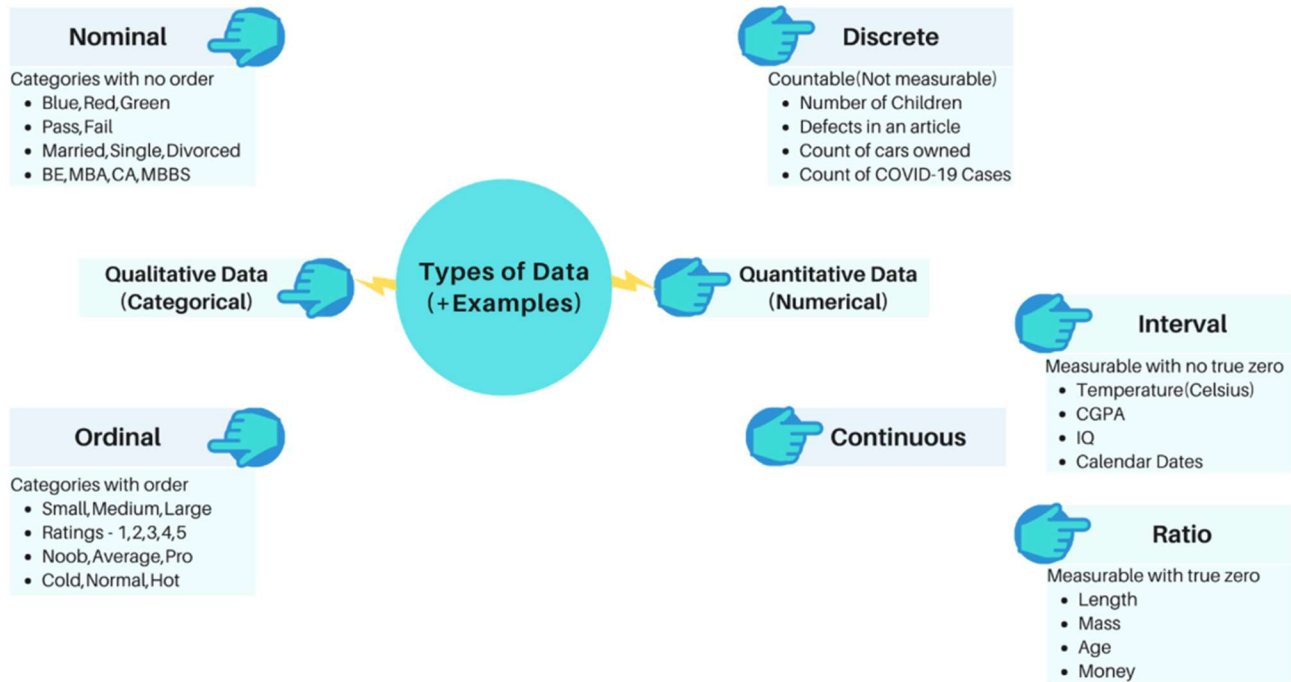 Nominal
Categories with no order
Blue,Red,Green
Pass,Fail
Married,Single,Divorced
BE,MBA,CA,MBBS
Discrete
Countable(Not measurable)
Number of Children
Defects in an article
Count of cars owned
Count of COVID-19 Cases
Qualitative Data
(Categorical)
Types of Data
(+Examples)
Quantitative Data
(Numerical)
Ordinal
Categories with order
Small,Medium,Large
Ratings - 1,2,3,4,5
Noob,Average,Pro
Cold,Normal,Hot
Continuous
Interval
Measurable with no true zero
Temperature(Celsius)
CGPA
IQ
Calendar Dates
Ratio
Measurable with true zero
Length
Mass
Age
Money